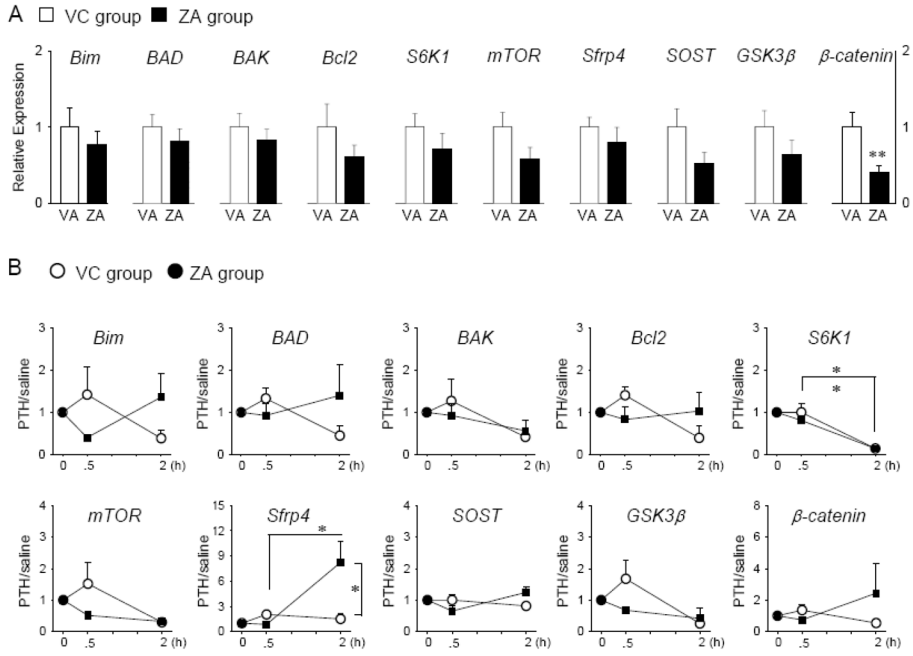 A VC group ZA group
Bim BAD BAK Bcl2 S6K1 mTOR Sfrp4 SOST GSK3β β-catenin
Relative Expression
2 2
1 1
0 0
**
VA ZA VA ZA VA ZA VA ZA VA ZA VA ZA VA ZA VA ZA VA ZA VA ZA
B VC group ZA group
Bim BAD BAK Bcl2 S6K1
PTH/saline PTH/saline PTH/saline PTH/saline PTH/saline
3 3 3 3 3
2 2 2 2 2
1 1 1 1 1
0 0 0 0 0
*
*
0 .5 2 (h) 0 .5 2 (h) 0 .5 2 (h) 0 .5 2 (h) 0 .5 2 (h)
mTOR Sfrp4 SOST GSK3β β-catenin
PTH/saline PTH/saline PTH/saline PTH/saline PTH/saline
4 15 4 4 8
3 12 3 3 6
2 9 2 2 4
1 6 1 1 2
0 3 0 0 0
0
*
*
0 .5 2 (h) 0 .5 2 (h) 0 .5 2 (h) 0 .5 2 (h) 0 .5 2 (h)